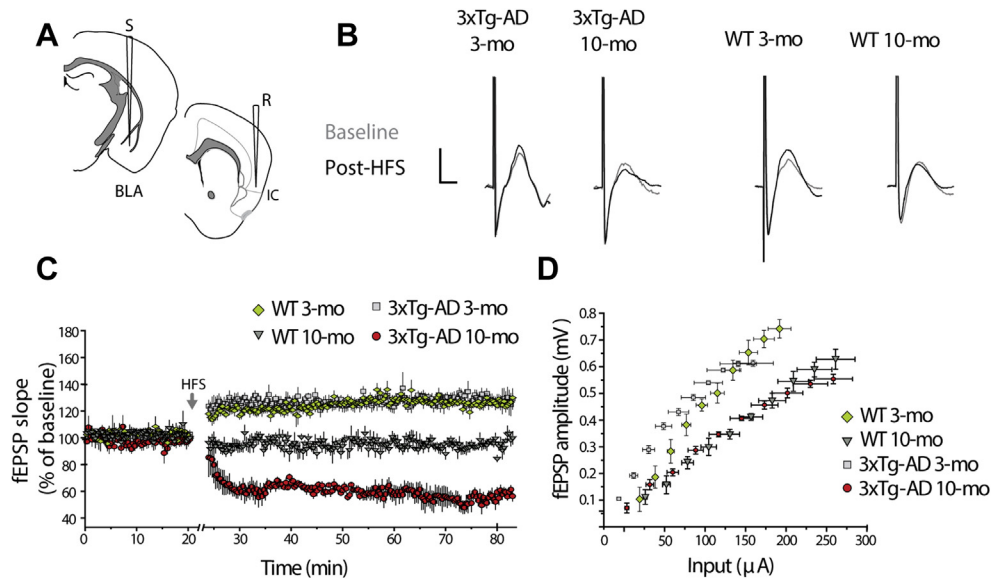 A
S
R
BLA
IC
B
3xTg-AD
3-mo
3xTg-AD
10-mo
WT 3-mo
WT 10-mo
Baseline
Post-HFS
C
WT 3-mo
3xTg-AD 3-mo
WT 10-mo
3xTg-AD 10-mo
fEPSP slope
(% of baseline)
180
160
140
120
100
80
60
40
HFS
0
5
10
15
20
30
40
50
60
70
80
Time (min)
D
fEPSP amplitude (mV)
0.8
0.7
0.6
0.5
0.4
0.3
0.2
0.1
0
50
100
150
200
250
300
Input (μA)
WT 3-mo
WT 10-mo
3xTg-AD 3-mo
3xTg-AD 10-mo